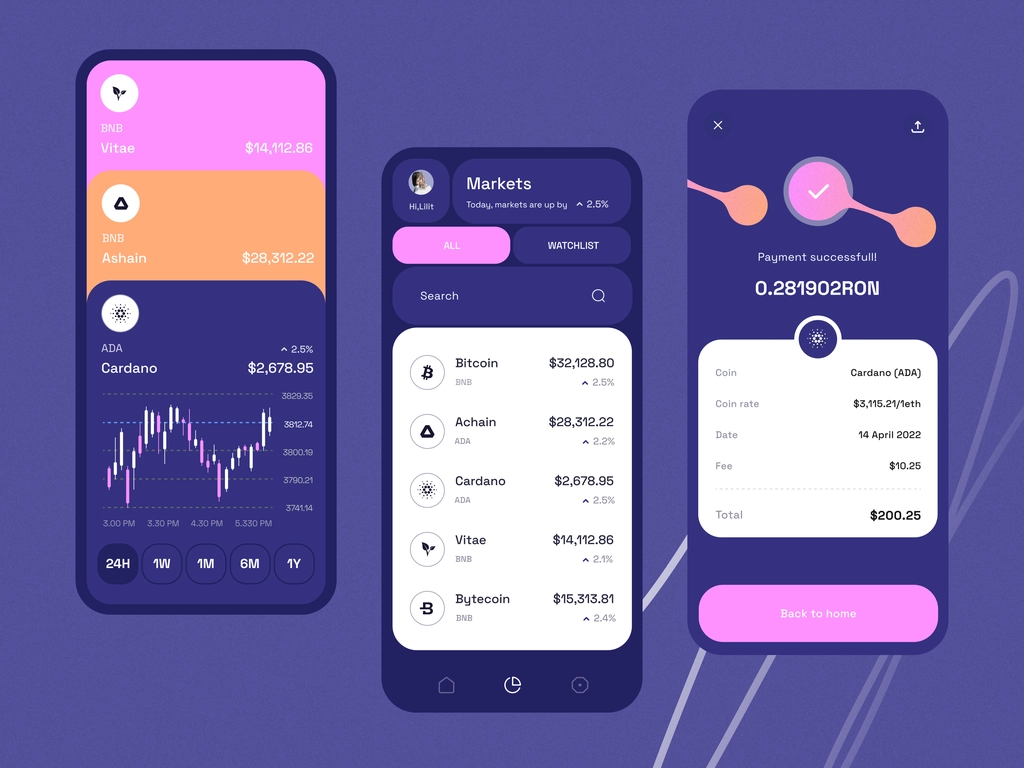 BNB
Vitae $14,112.86
BNB
Ashain $28,312.22
ADA 2.5%
Cardano $2,678.95
3829.35
3812.74
3800.19
3790.21
3741.14
3.00 PM 3.30 PM 4.30 PM 5.330 PM
24H 1W 1M 6M 1Y
Hi,Lilit
Markets
Today, markets are up by 2.5%
ALL WATCHLIST
Search
Bitcoin $32,128.80
BNB 2.5%
Achain $28,312.22
ADA 2.2%
Cardano $2,678.95
ADA 2.5%
Vitae $14,112.86
BNB 2.1%
Bytecoin $15,313.81
BNB 2.4%
Payment successfull!
0.281902RON
Coin Cardano (ADA)
Coin rate $3,115.21/1eth
Date 14 April 2022
Fee $10.25
Total $200.25
Back to home